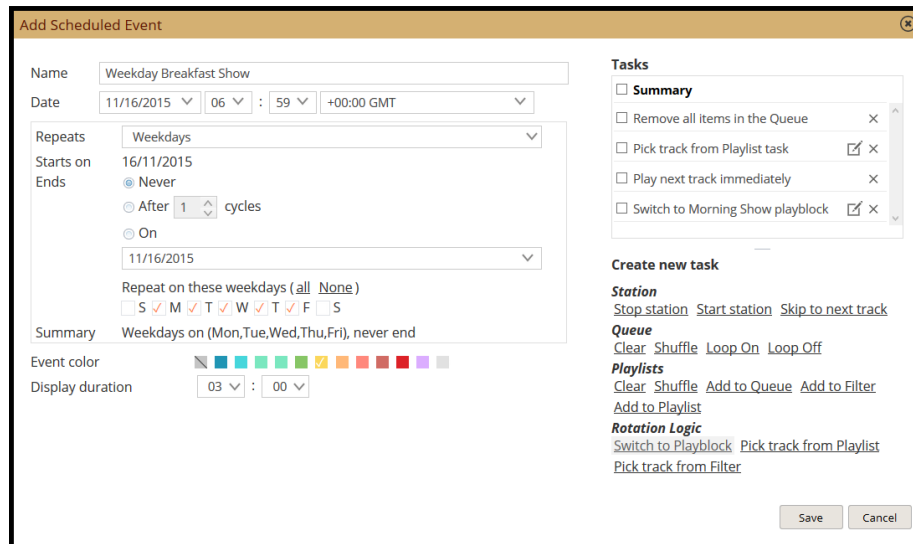 Add Scheduled Event
Name Weekday Breakfast Show
Date 11/16/2015 06 : 59 +00:00 GMT
Repeats Weekdays
Starts on 16/11/2015
Ends Never
After 1 cycles
On
11/16/2015
Repeat on these weekdays ( all None )
S M T W T F S
Summary Weekdays on (Mon,Tue,Wed,Thu,Fri), never end
Event color
Display duration 03 : 00
Tasks
Summary
Remove all items in the Queue
Pick track from Playlist task
Play next track immediately
Switch to Morning Show playblock
Create new task
Station
Stop station Start station Skip to next track
Queue
Clear Shuffle Loop On Loop Off
Playlists
Clear Shuffle Add to Queue Add to Filter
Add to Playlist
Rotation Logic
Switch to Playblock Pick track from Playlist
Pick track from Filter
Save Cancel